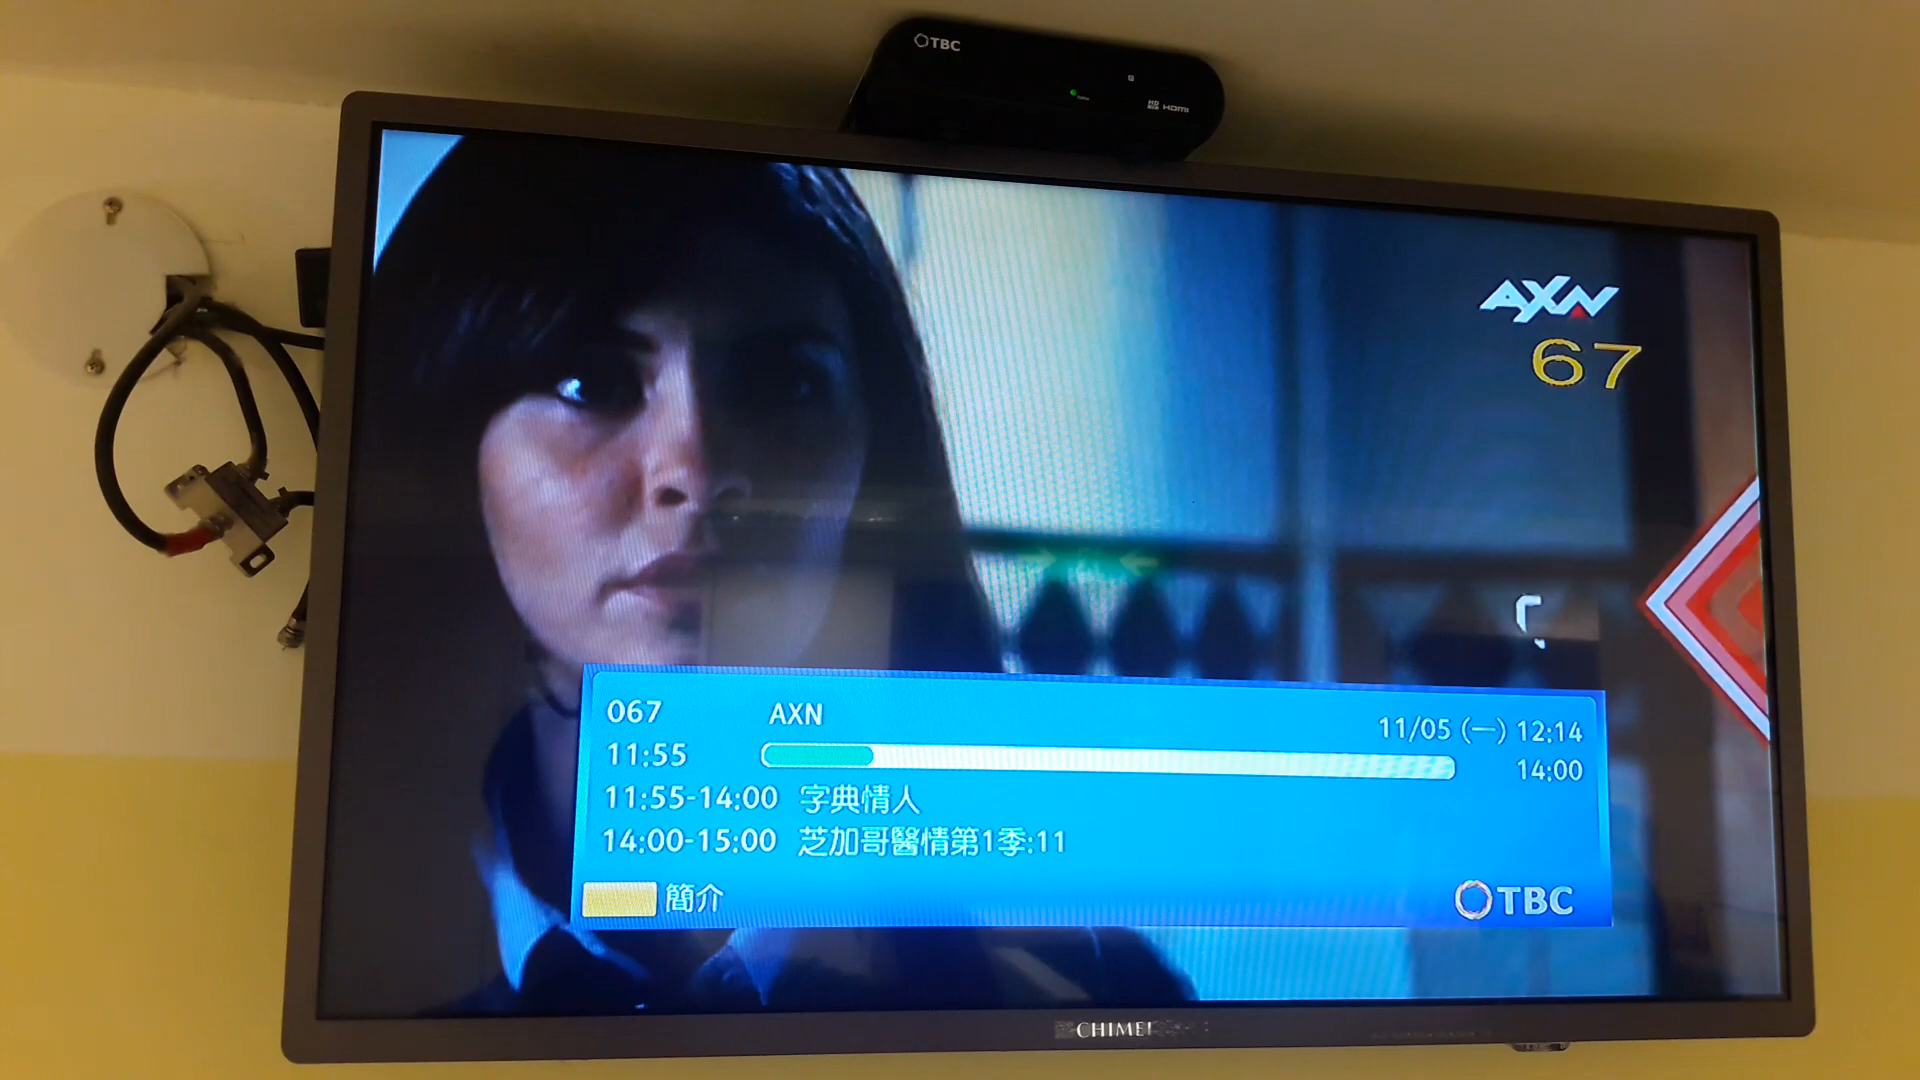 TBC
HD HDMI
AXN
67
067 AXN 11/05 (一) 12:14
11:55 14:00
11:55-14:00 字典情人
14:00-15:00 芝加哥醫情第1季:11
簡介 TBC
CHIMEI